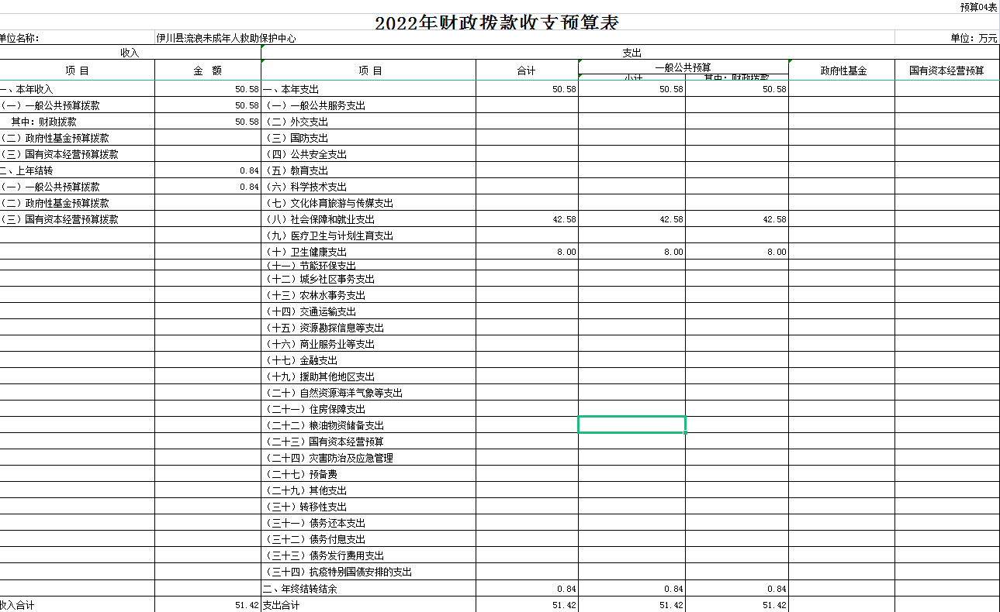 预算04表
2022年财政拨款收支预算表
单位名称： 伊川县流浪未成年人救助保护中心 单位：万元
收入 支出
项 目 金 额 项 目 合计 一般公共预算 政府性基金 国有资本经营预算
小计 其中：财政拨款
一、本年收入 50.58 一、本年支出 50.58 50.58 50.58
（一）一般公共预算拨款 50.58 （一）一般公共服务支出
其中：财政拨款 50.58 （二）外交支出
（二）政府性基金预算拨款 （三）国防支出
（三）国有资本经营预算拨款 （四）公共安全支出
二、上年结转 0.84 （五）教育支出
（一）一般公共预算拨款 0.84 （六）科学技术支出
（二）政府性基金预算拨款 （七）文化体育旅游与传媒支出
（三）国有资本经营预算拨款 （八）社会保障和就业支出 42.58 42.58 42.58
（九）医疗卫生与计划生育支出
（十）卫生健康支出 8.00 8.00 8.00
（十一）节能环保支出
（十二）城乡社区事务支出
（十三）农林水事务支出
（十四）交通运输支出
（十五）资源勘探信息等支出
（十六）商业服务业等支出
（十七）金融支出
（十九）援助其他地区支出
（二十）自然资源海洋气象等支出
（二十一）住房保障支出
（二十二）粮油物资储备支出
（二十三）国有资本经营预算
（二十四）灾害防治及应急管理
（二十七）预备费
（二十九）其他支出
（三十）转移性支出
（三十一）债务还本支出
（三十二）债务付息支出
（三十三）债务发行费用支出
（三十四）抗疫特别国债安排的支出
二、年终结转结余 0.84 0.84 0.84
收入合计 51.42 支出合计 51.42 51.42 51.42